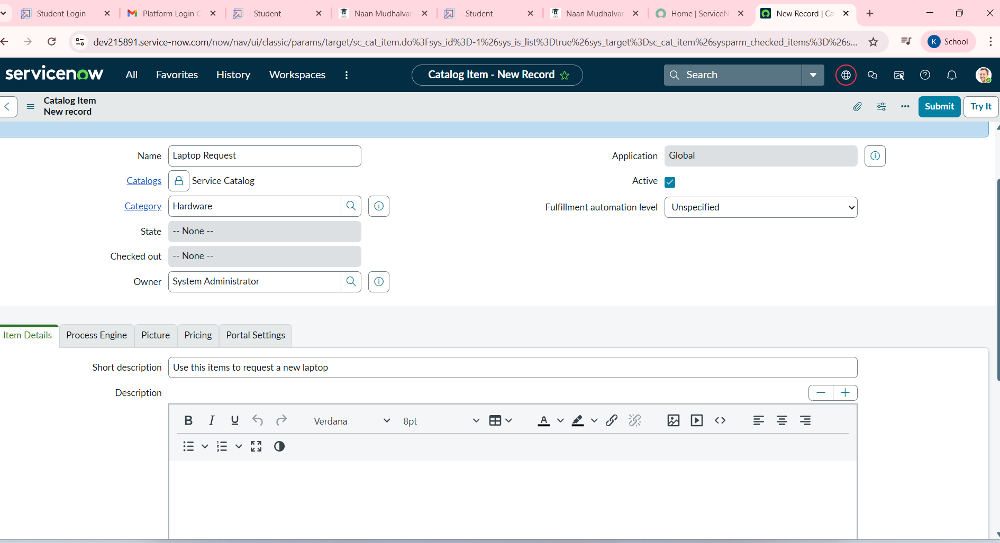 Student Login
Platform Login C
- Student
Naan Mudhalvan
- Student
Naan Mudhalvar
Home | ServiceN
New Record | Ca
dev215891.service-now.com/now/nav/ui/classic/params/target/sc_cat_item.do%3Fsys_id%3D-1%26sys_is_list%3Dtrue%26sys_target%3Dsc_cat_item%26sysparm_checked_items%3D%26s...
K School
servicenow
All
Favorites
History
Workspaces
Catalog Item - New Record
Search
Catalog Item
New record
Submit
Try It
Name
Laptop Request
Application
Global
Catalogs
Service Catalog
Active
Category
Hardware
Fulfillment automation level
Unspecified
State
-- None --
Checked out
-- None --
Owner
System Administrator
Item Details
Process Engine
Picture
Pricing
Portal Settings
Short description
Use this items to request a new laptop
Description
B
I
U
Verdana
8pt
A